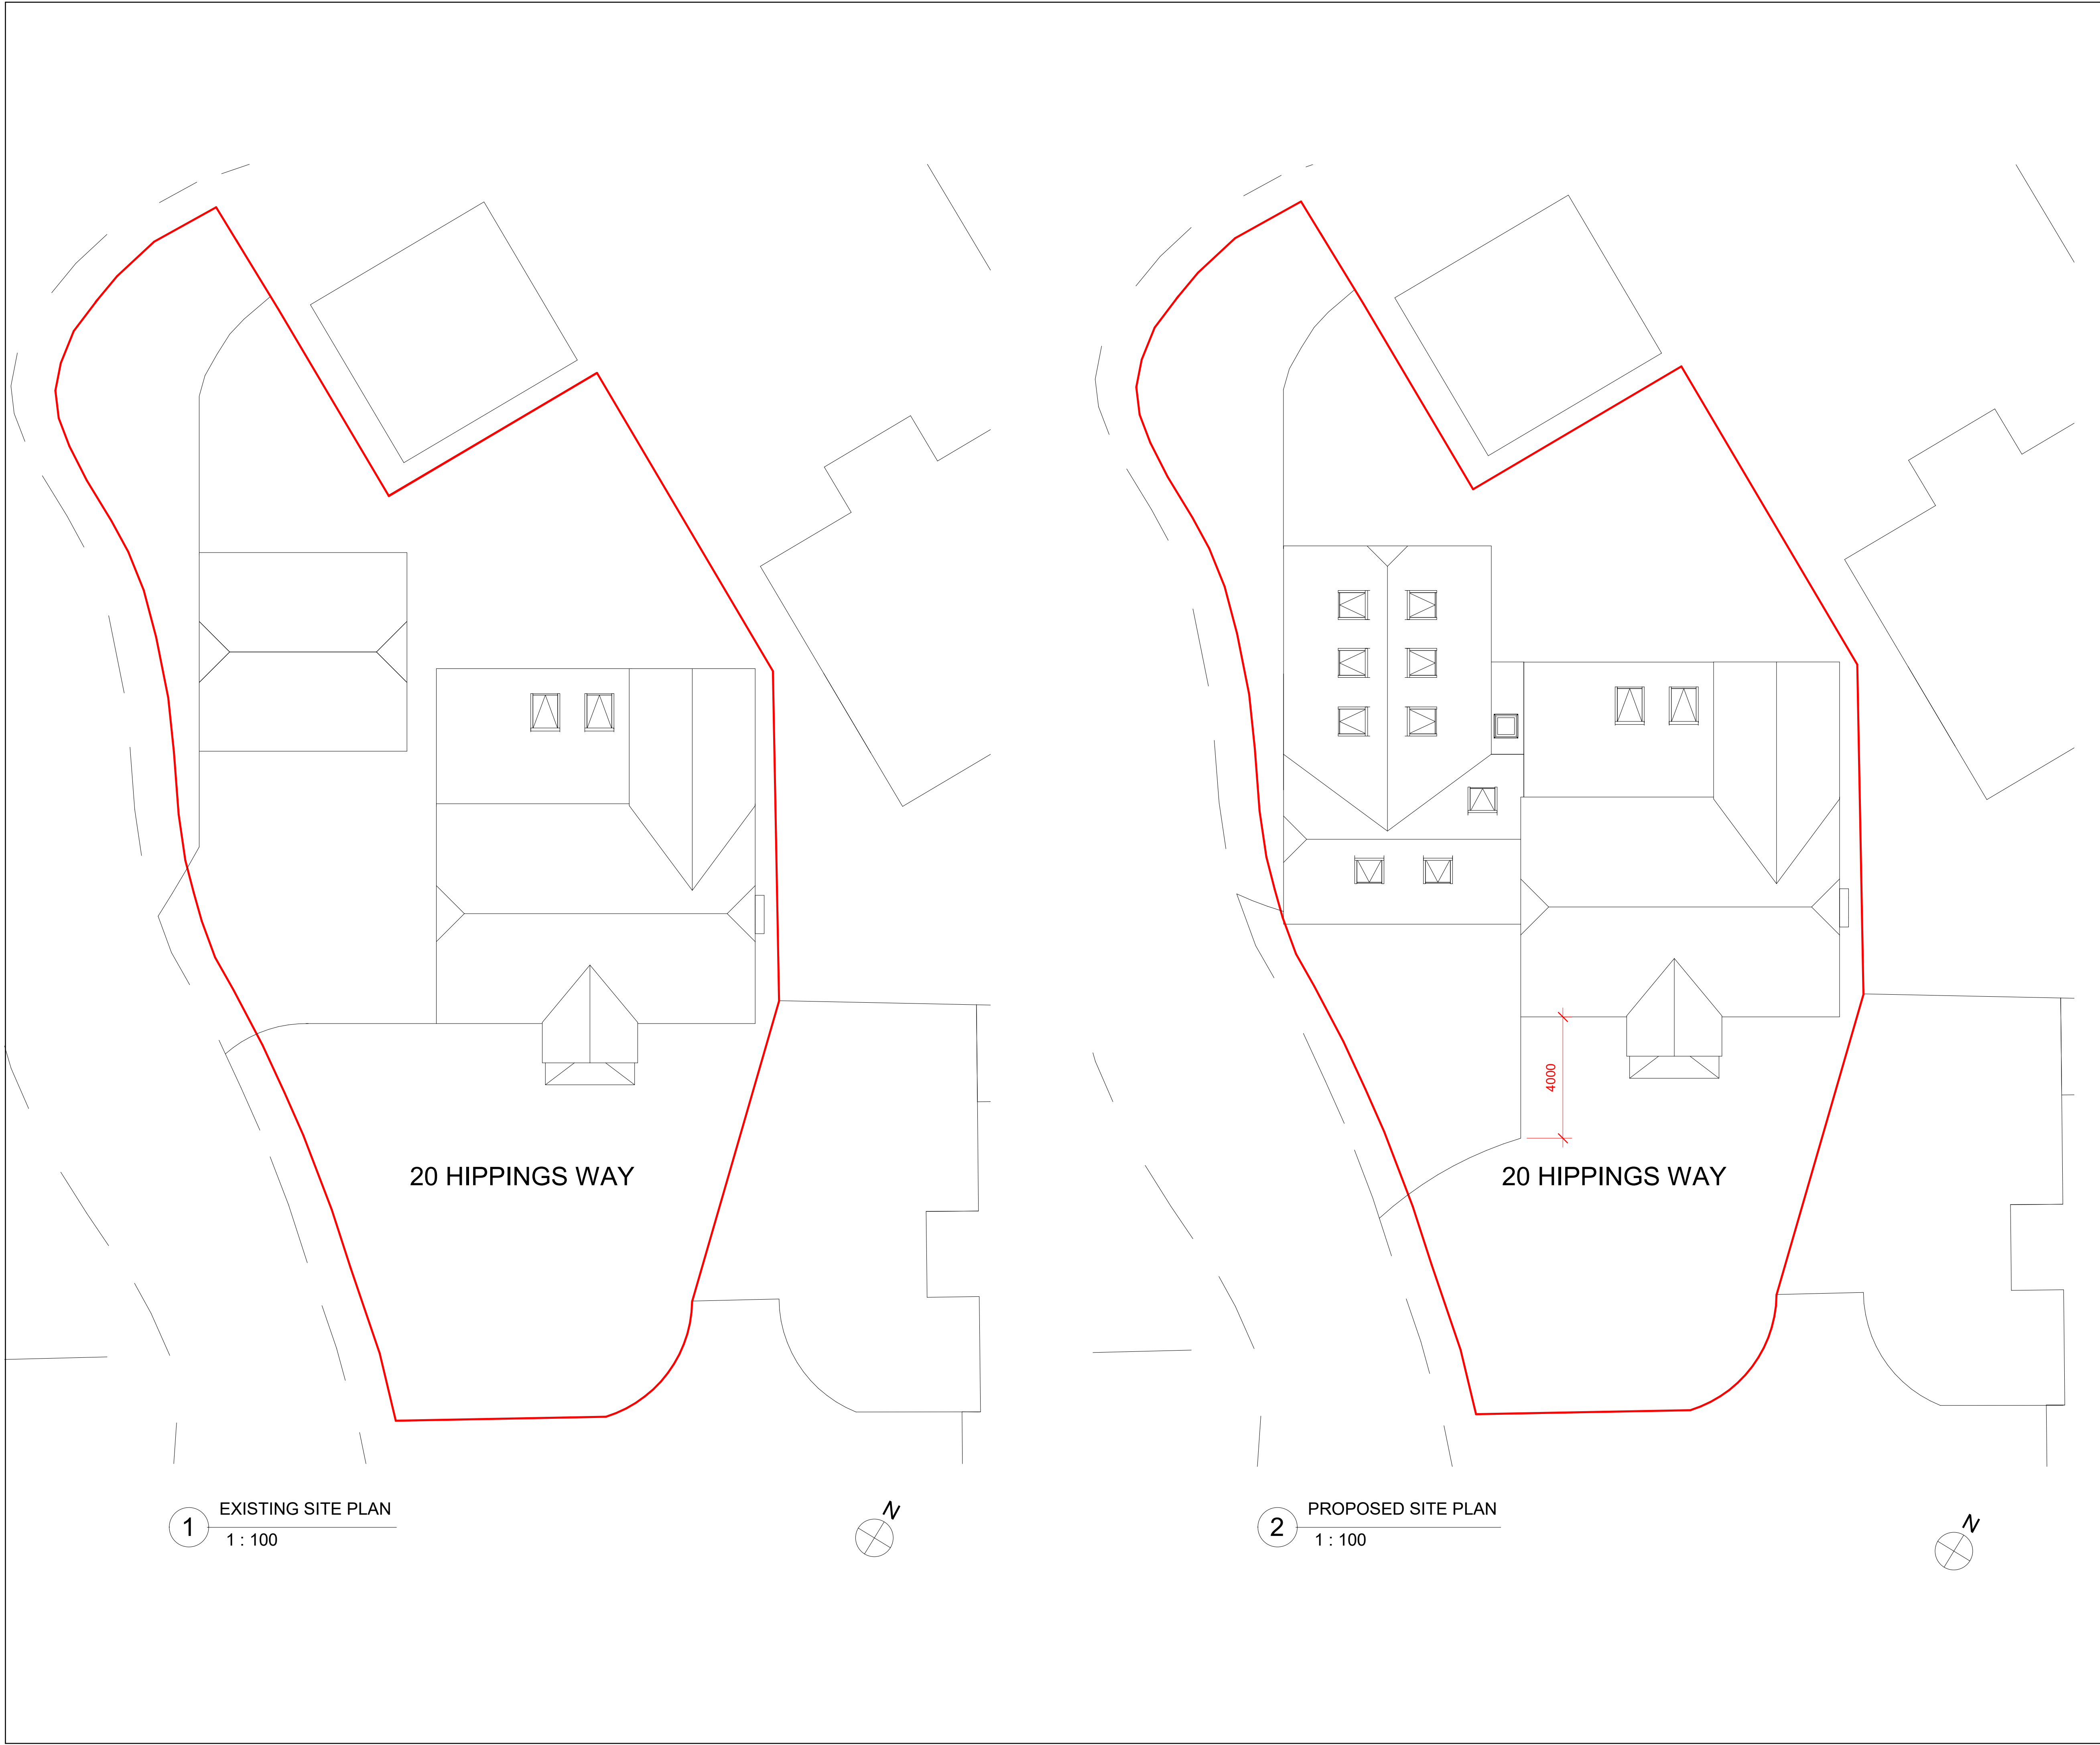 20 HIPPINGS WAY
1
EXISTING SITE PLAN
1 : 100
N
4000
20 HIPPINGS WAY
2
PROPOSED SITE PLAN
1 : 100
N